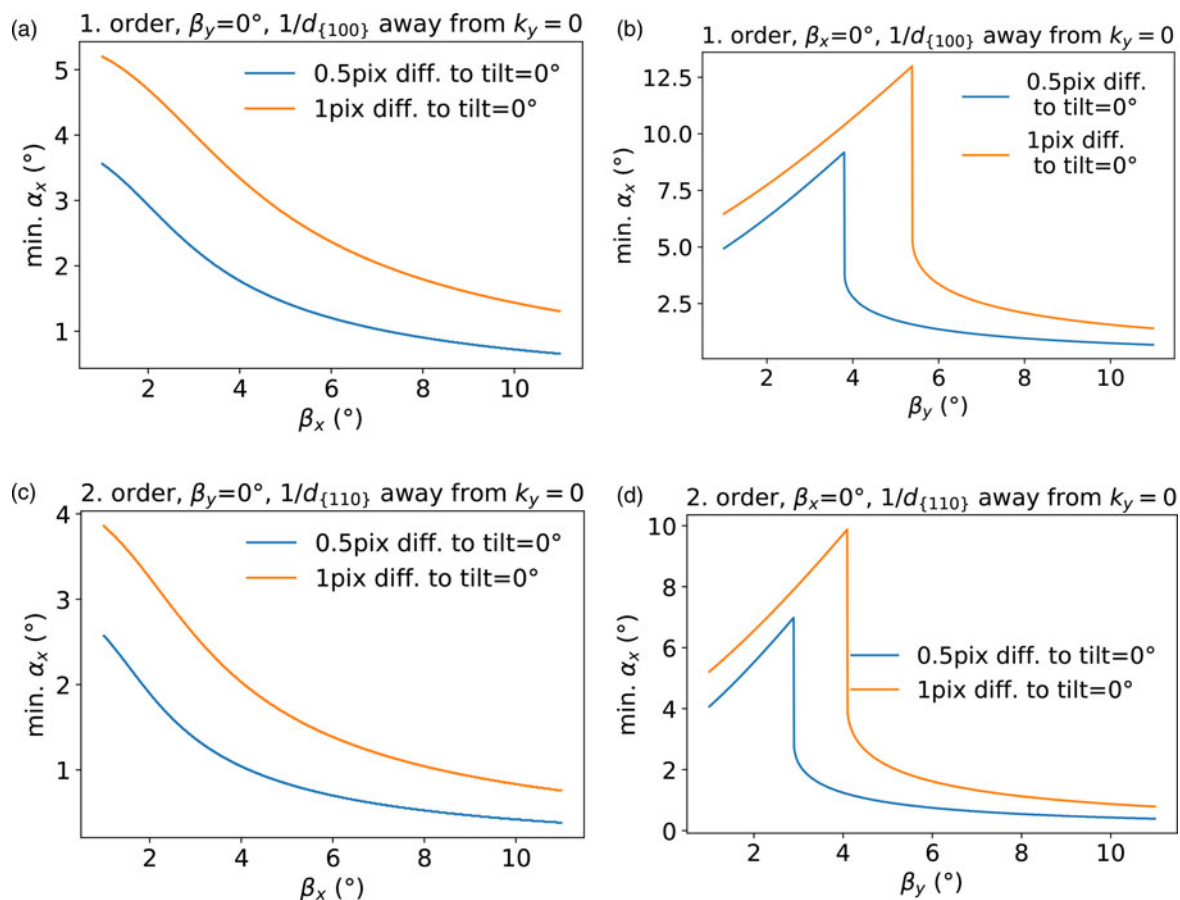 (a)
1. order, βy=0°, 1/d{100} away from ky = 0
0.5pix diff. to tilt=0°
1pix diff. to tilt=0°
min. αx (°)
5
4
3
2
1
2 4 6 8 10
βx (°)
(b)
1. order, βx=0°, 1/d{100} away from ky = 0
0.5pix diff.
to tilt=0°
1pix diff.
to tilt=0°
min. αx (°)
12.5
10.0
7.5
5.0
2.5
2 4 6 8 10
βy (°)
(c)
2. order, βy=0°, 1/d{110} away from ky = 0
0.5pix diff. to tilt=0°
1pix diff. to tilt=0°
min. αx (°)
4
3
2
1
2 4 6 8 10
βx (°)
(d)
2. order, βx=0°, 1/d{110} away from ky = 0
0.5pix diff. to tilt=0°
1pix diff. to tilt=0°
min. αx (°)
10
8
6
4
2
0
2 4 6 8 10
βy (°)